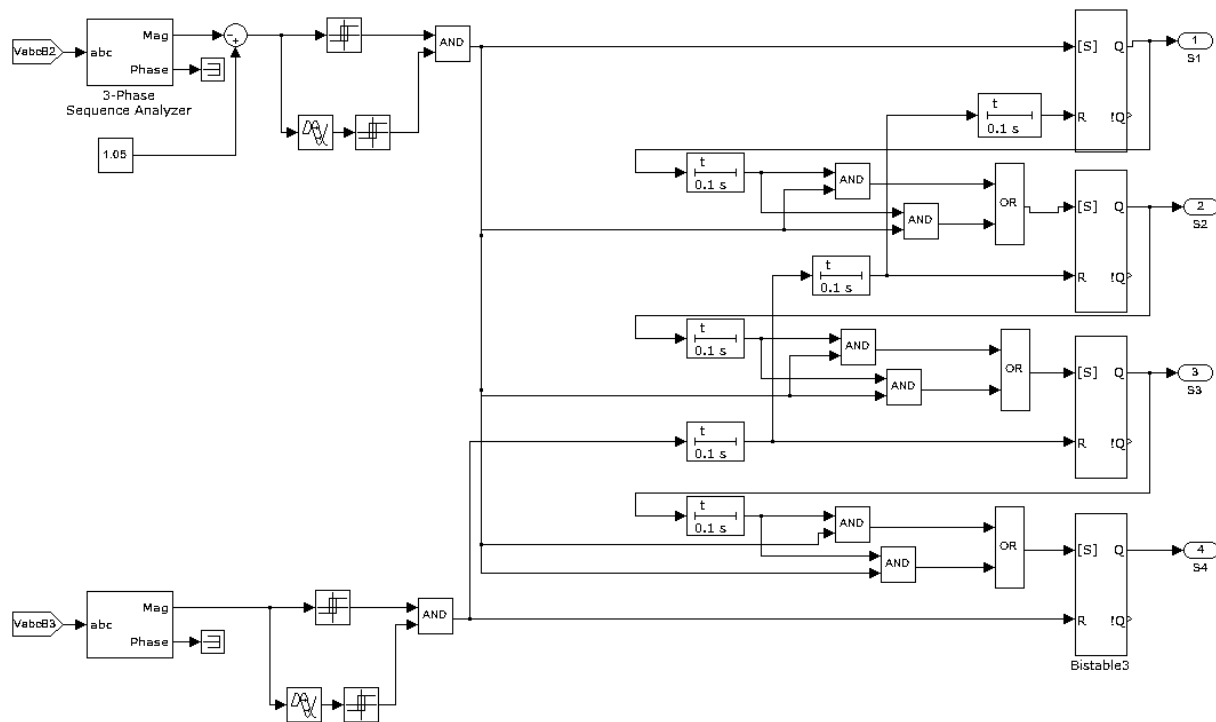 VabcB2
abc
Mag
Phase
3-Phase
Sequence Analyzer
1.05
AND
[S]
Q
R
!Q
1
S1
t
0.1 s
t
0.1 s
AND
AND
OR
[S]
Q
R
!Q
2
S2
t
0.1 s
t
0.1 s
AND
AND
OR
[S]
Q
R
!Q
3
S3
t
0.1 s
t
0.1 s
AND
AND
OR
[S]
Q
R
!Q
4
S4
Bistable3
VabcB3
abc
Mag
Phase
AND